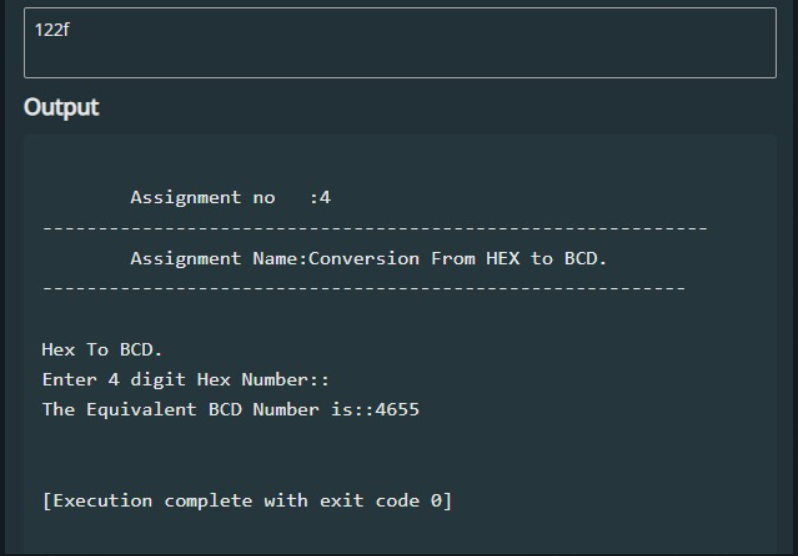 122f
Output
Assignment no   :4
------------------------------------------------------------
Assignment Name:Conversion From HEX to BCD.
----------------------------------------------------------
Hex To BCD.
Enter 4 digit Hex Number::
The Equivalent BCD Number is::4655
[Execution complete with exit code 0]